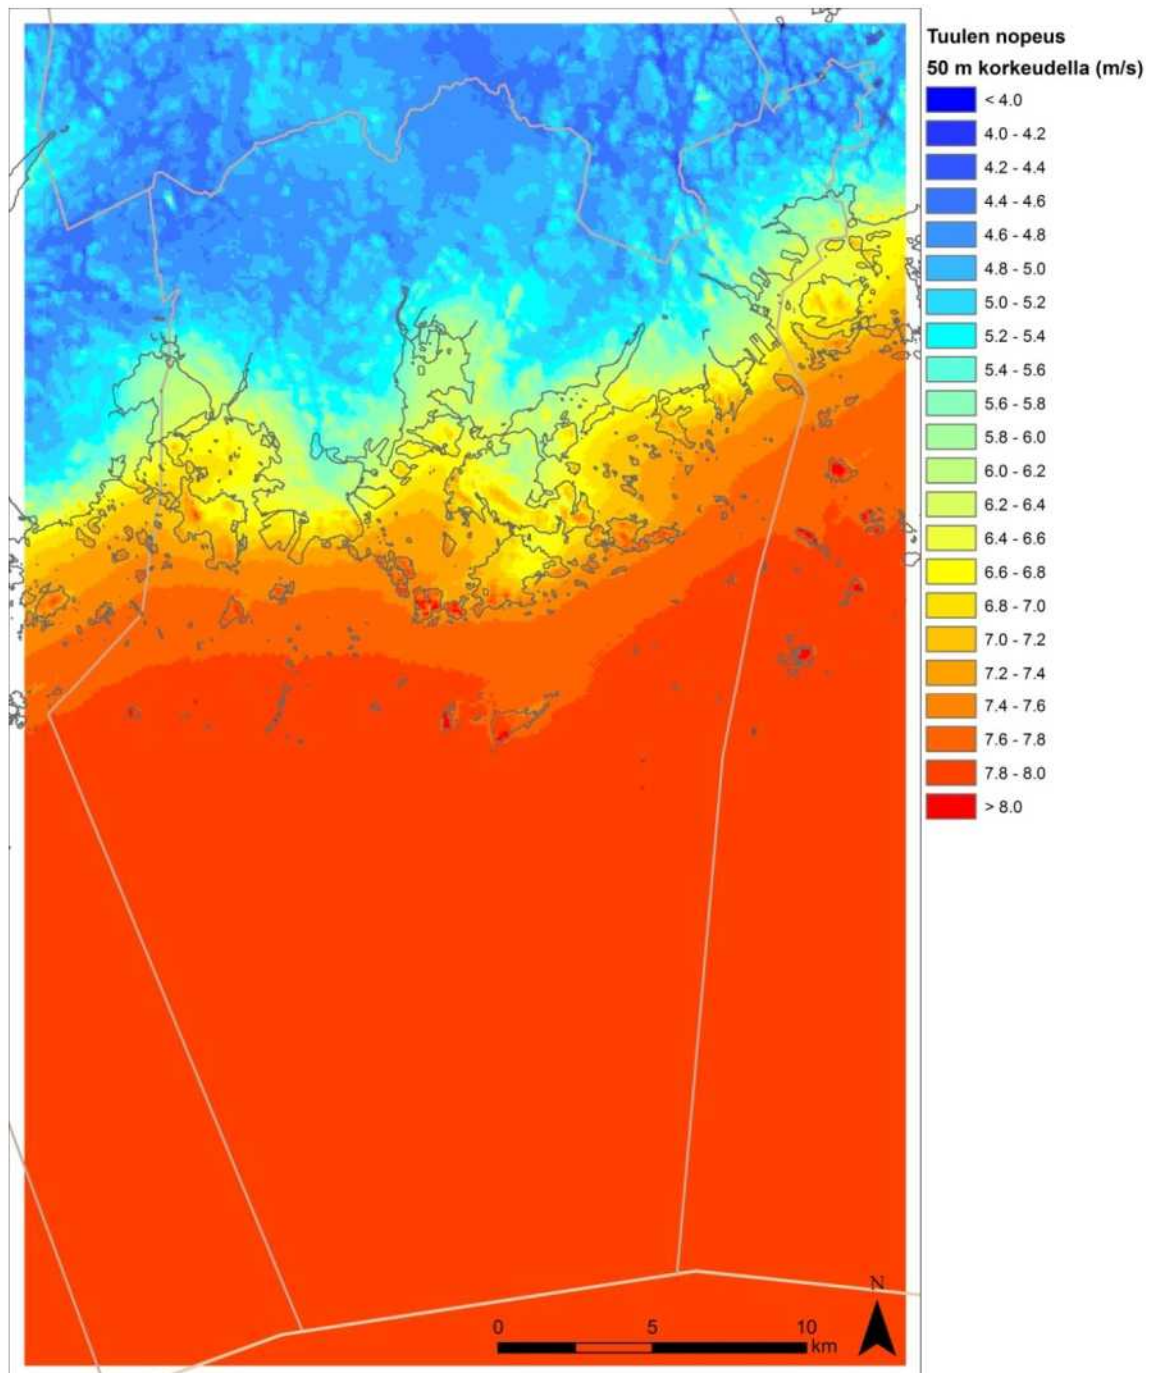 Tuulen nopeus
50 m korkeudella (m/s)
< 4.0
4.0 - 4.2
4.2 - 4.4
4.4 - 4.6
4.6 - 4.8
4.8 - 5.0
5.0 - 5.2
5.2 - 5.4
5.4 - 5.6
5.6 - 5.8
5.8 - 6.0
6.0 - 6.2
6.2 - 6.4
6.4 - 6.6
6.6 - 6.8
6.8 - 7.0
7.0 - 7.2
7.2 - 7.4
7.4 - 7.6
7.6 - 7.8
7.8 - 8.0
> 8.0
N
0 5 10
km